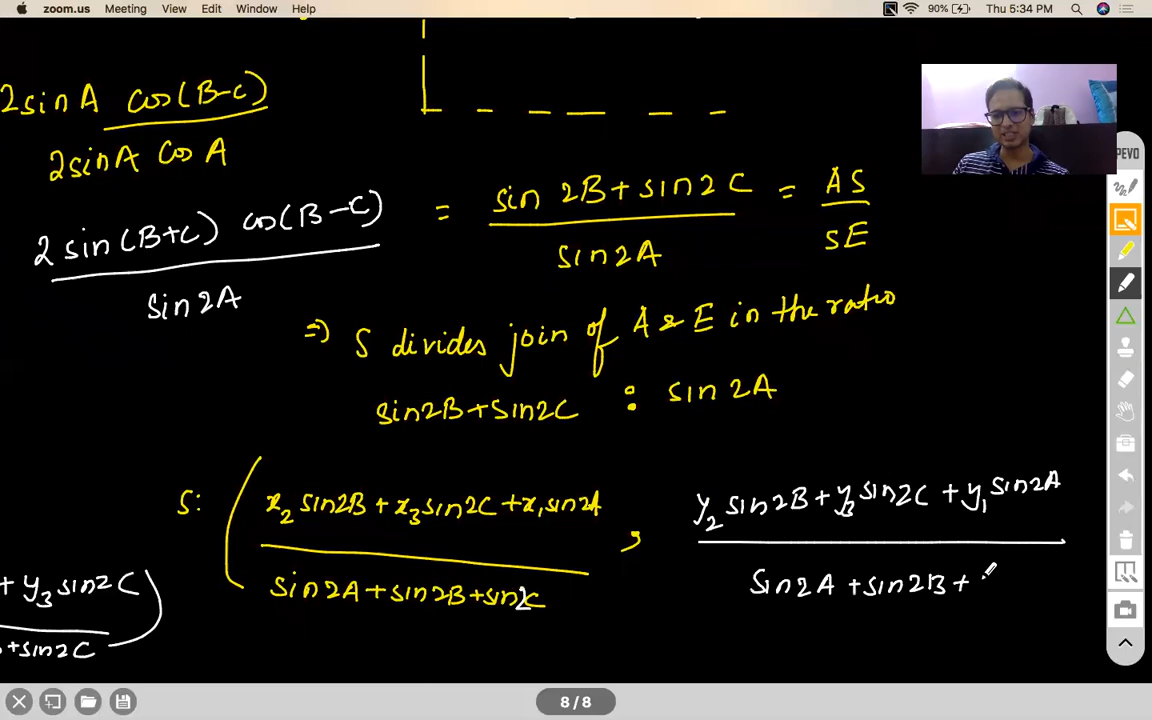 zoom.us Meeting View Edit Window Help 90% Thu 5:34 PM
2sinA cos(B-C)
2sinA cos A
PEVO
2 sin(B+C) cos(B-C) = sin 2B+sin2C = AS
sin2A sin2A SE
⇒ S divides join of A & E in the ratio
sin2B+sin2C : sin 2A
S: ( x₂ sin2B + x₃ sin2C + x₁ sin2A , y₂ sin2B + y₃ sin2C + y₁ sin2A
sin2A + sin2B + sin2C sin2A + sin2B +
+ y₃ sin2C )
+sin2C
8 / 8